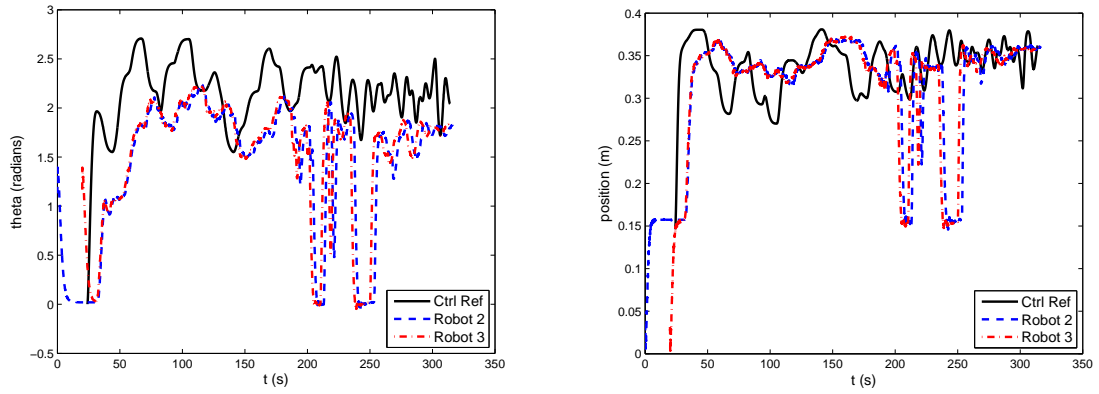 3
2.5
2
1.5
1
0.5
0
−0.5
theta (radians)
0 50 100 150 200 250 300 350
t (s)
Ctrl Ref
Robot 2
Robot 3
0.4
0.35
0.3
0.25
0.2
0.15
0.1
0.05
0
position (m)
0 50 100 150 200 250 300 350
t (s)
Ctrl Ref
Robot 2
Robot 3